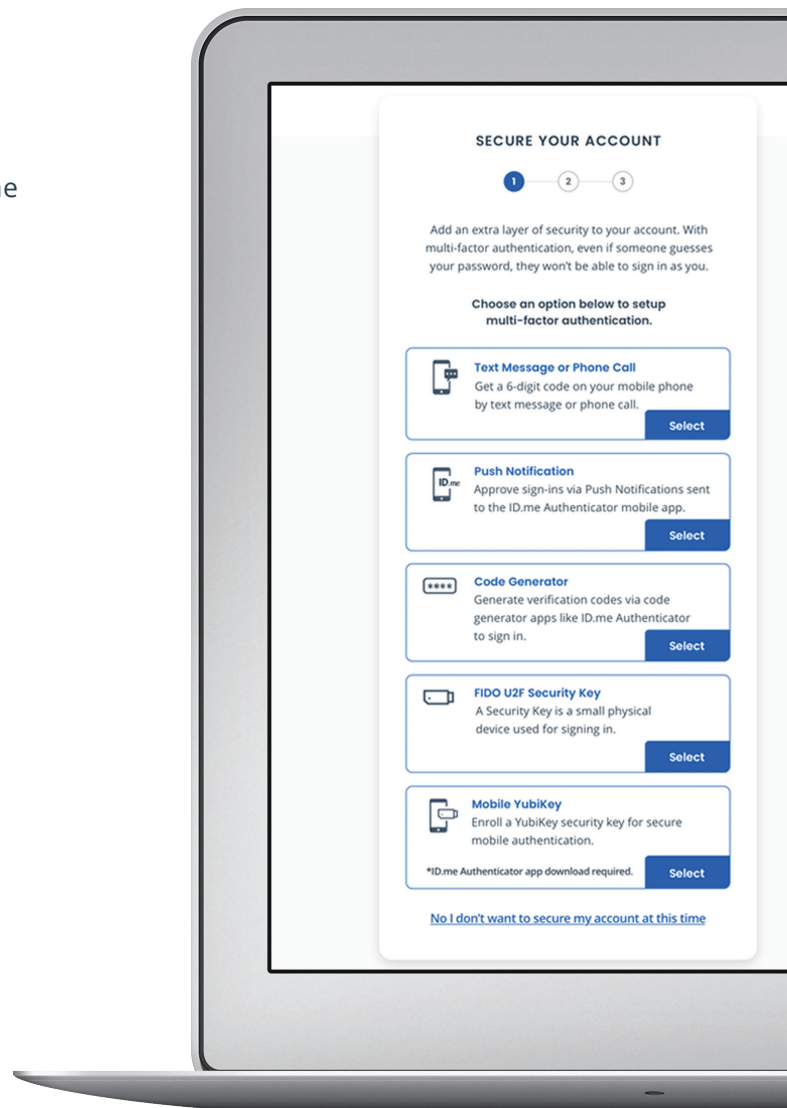 ne
SECURE YOUR ACCOUNT
1 2 3
Add an extra layer of security to your account. With
multi-factor authentication, even if someone guesses
your password, they won't be able to sign in as you.
Choose an option below to setup
multi-factor authentication.
Text Message or Phone Call
Get a 6-digit code on your mobile phone
by text message or phone call.
Select
ID.me
Push Notification
Approve sign-ins via Push Notifications sent
to the ID.me Authenticator mobile app.
Select
****
Code Generator
Generate verification codes via code
generator apps like ID.me Authenticator
to sign in.
Select
FIDO U2F Security Key
A Security Key is a small physical
device used for signing in.
Select
Mobile YubiKey
Enroll a YubiKey security key for secure
mobile authentication.
*ID.me Authenticator app download required.
Select
No I don't want to secure my account at this time